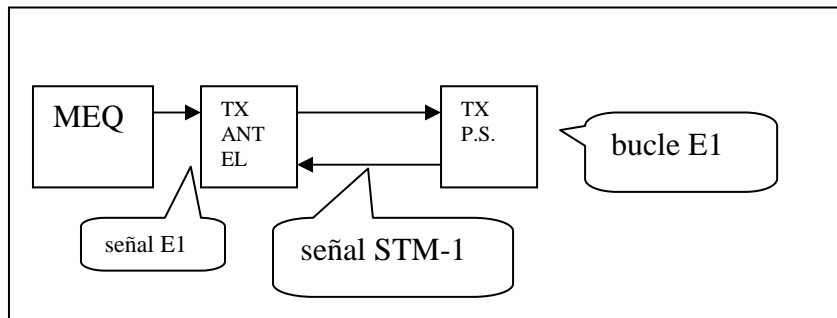 MEQ
TX
ANT
EL
TX
P.S.
bucle E1
señal E1
señal STM-1